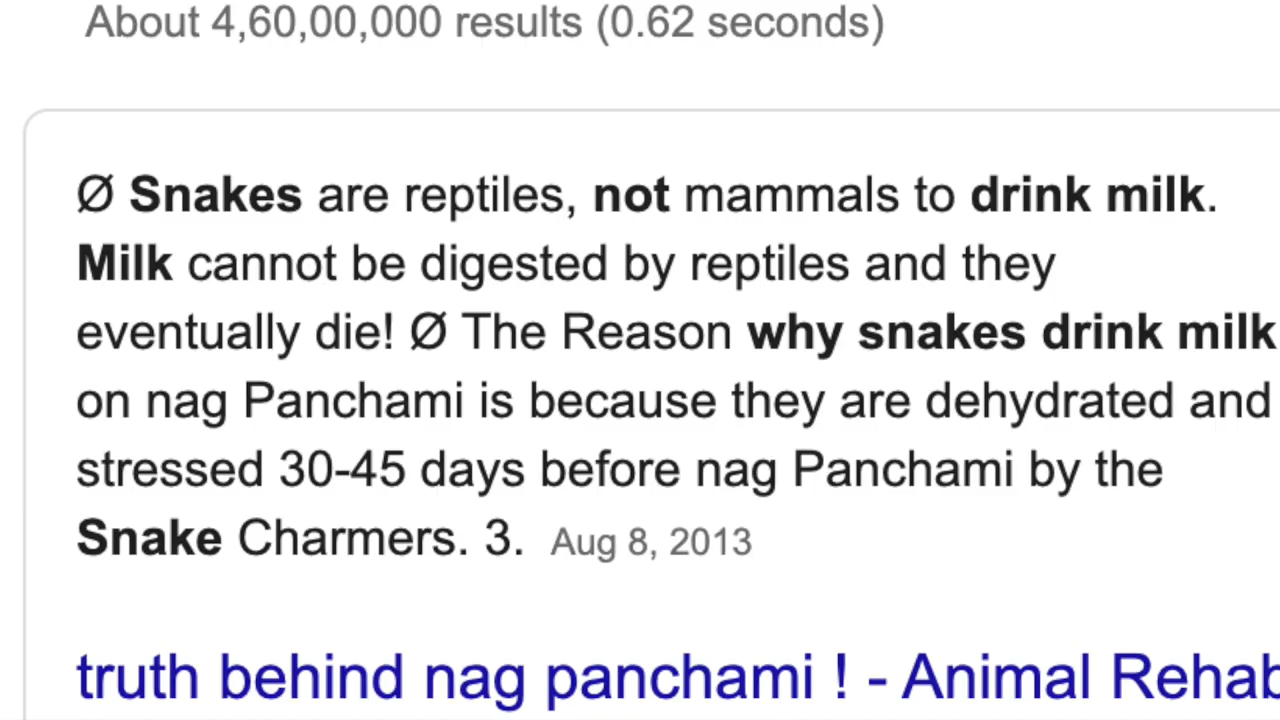 About 4,60,00,000 results (0.62 seconds)
Ø Snakes are reptiles, not mammals to drink milk.
Milk cannot be digested by reptiles and they
eventually die! Ø The Reason why snakes drink milk
on nag Panchami is because they are dehydrated and
stressed 30-45 days before nag Panchami by the
Snake Charmers. 3. Aug 8, 2013
truth behind nag panchami ! - Animal Rehab